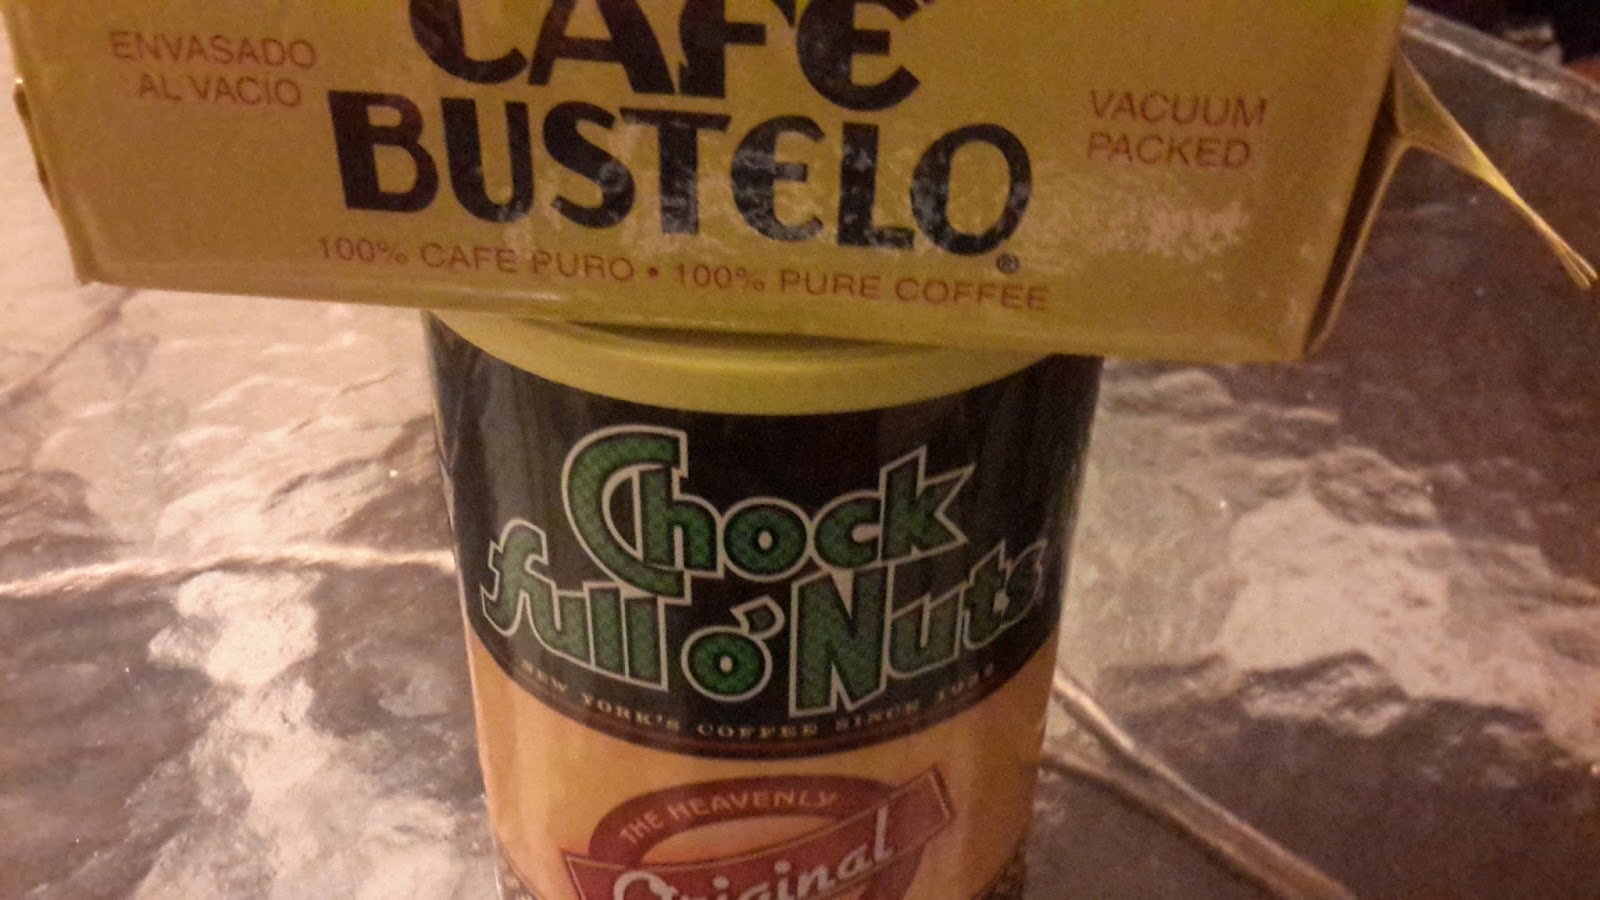 CAFÉ
BUSTELO®
ENVASADO
AL VACÍO
VACUUM
PACKED
100% CAFE PURO • 100% PURE COFFEE
Chock
full o' Nuts
NEW YORK'S COFFEE SINCE
THE HEAVENLY
Original